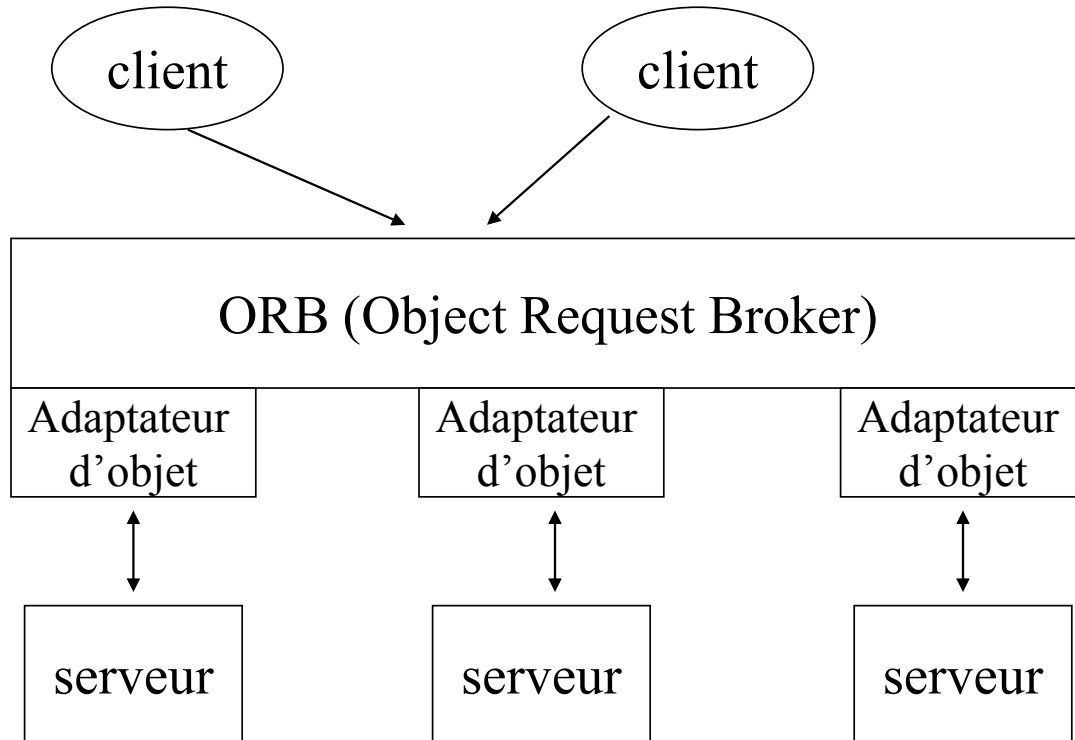 client
client
ORB (Object Request Broker)
Adaptateur
d’objet
Adaptateur
d’objet
Adaptateur
d’objet
serveur
serveur
serveur